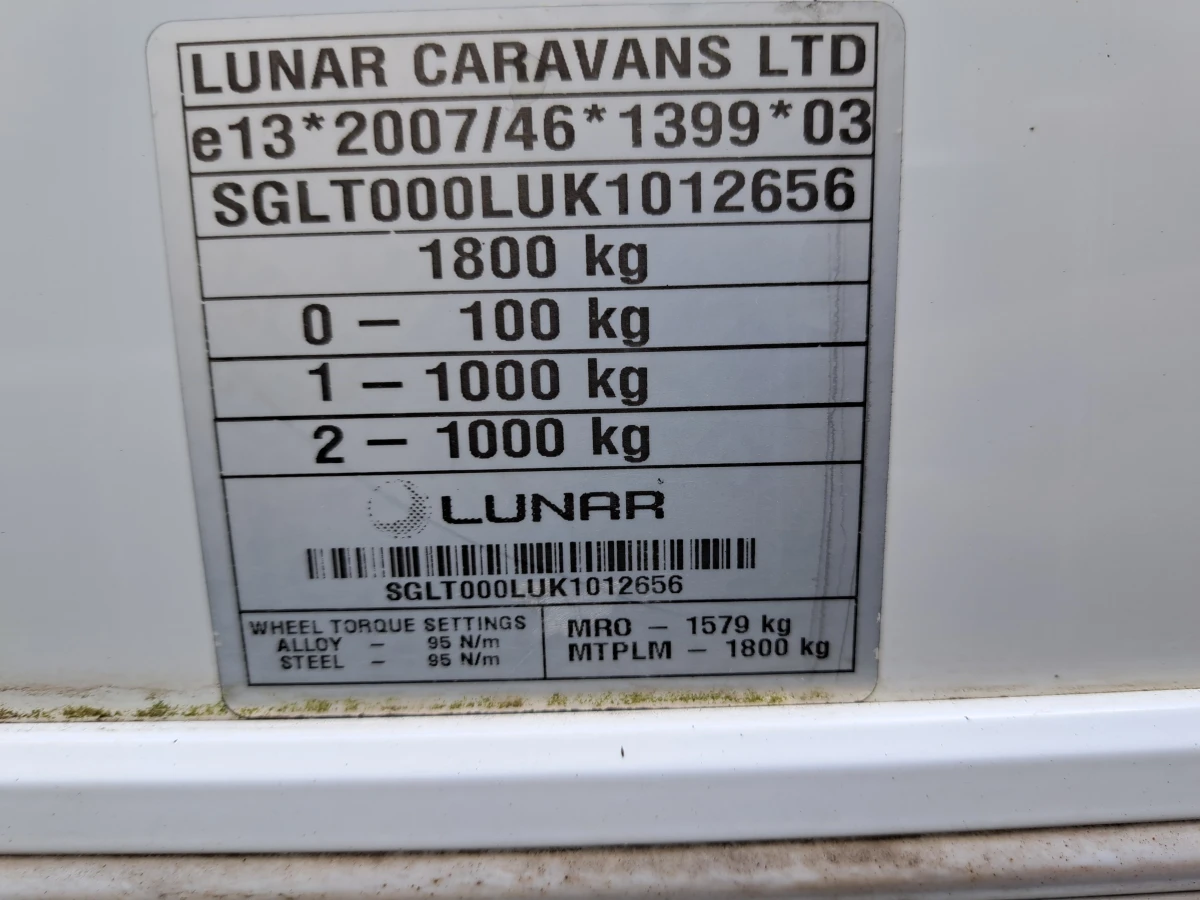 LUNAR CARAVANS LTD
e13*2007/46*1399*03
SGLT000LUK1012656
1800 kg
0 – 100 kg
1 – 1000 kg
2 – 1000 kg
LUNAR
SGLT000LUK1012656
WHEEL TORQUE SETTINGS
ALLOY – 95 N/m
STEEL – 95 N/m
MRO – 1579 kg
MTPLM – 1800 kg